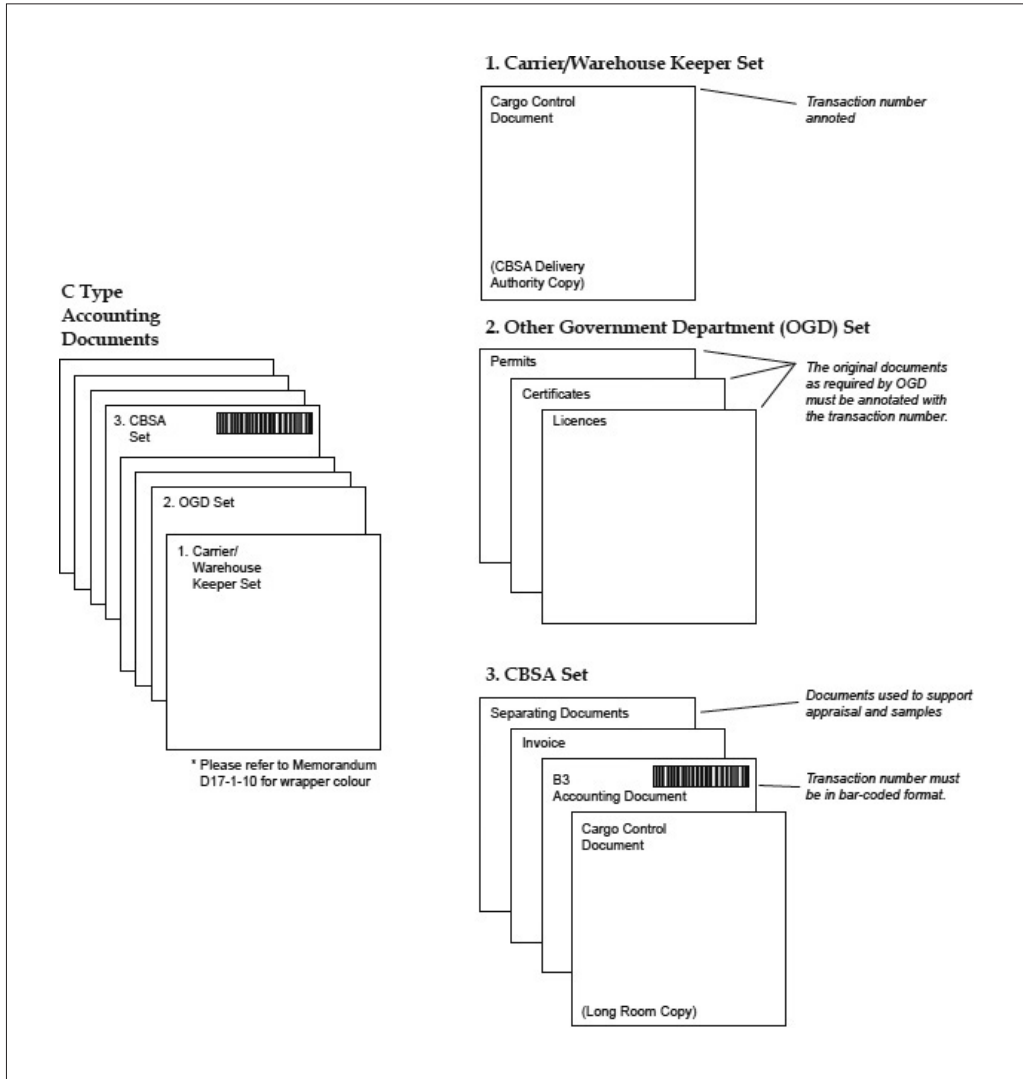 C Type
Accounting
Documents
3. CBSA
Set
2. OGD Set
1. Carrier/
Warehouse
Keeper Set
* Please refer to Memorandum
D17-1-10 for wrapper colour
1. Carrier/Warehouse Keeper Set
Cargo Control
Document
(CBSA Delivery
Authority Copy)
Transaction number
annoted
2. Other Government Department (OGD) Set
Permits
Certificates
Licences
The original documents
as required by OGD
must be annotated with
the transaction number.
3. CBSA Set
Separating Documents
Invoice
B3
Accounting Document
Cargo Control
Document
(Long Room Copy)
Documents used to support
appraisal and samples
Transaction number must
be in bar-coded format.